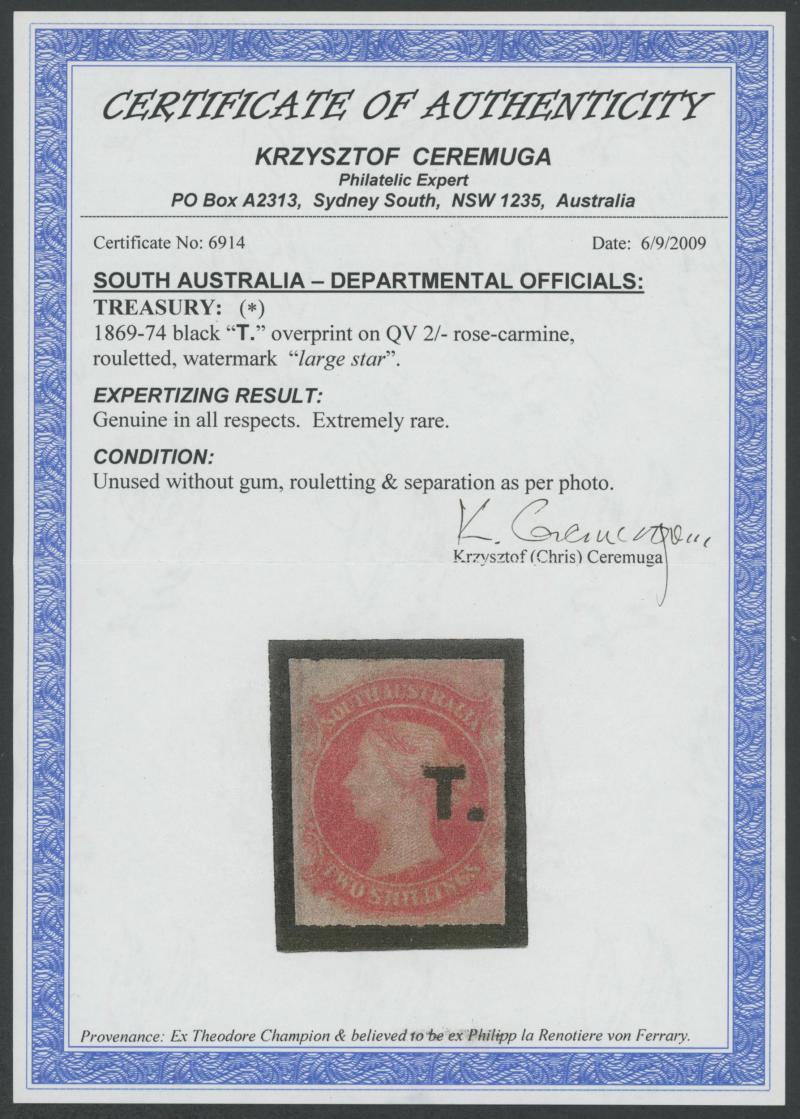 CERTIFICATE OF AUTHENTICITY
KRZYSZTOF CEREMUGA
Philatelic Expert
PO Box A2313, Sydney South, NSW 1235, Australia
Certificate No: 6914 Date: 6/9/2009
SOUTH AUSTRALIA – DEPARTMENTAL OFFICIALS:
TREASURY: (*)
1869-74 black “T.” overprint on QV 2/- rose-carmine,
rouletted, watermark “large star”.
EXPERTIZING RESULT:
Genuine in all respects. Extremely rare.
CONDITION:
Unused without gum, rouletting & separation as per photo.
K. Ceremuga
Krzysztof (Chris) Ceremuga
SOUTH AUSTRALIA
T.
TWO SHILLINGS
Provenance: Ex Theodore Champion & believed to be ex Philipp la Renotiere von Ferrary.